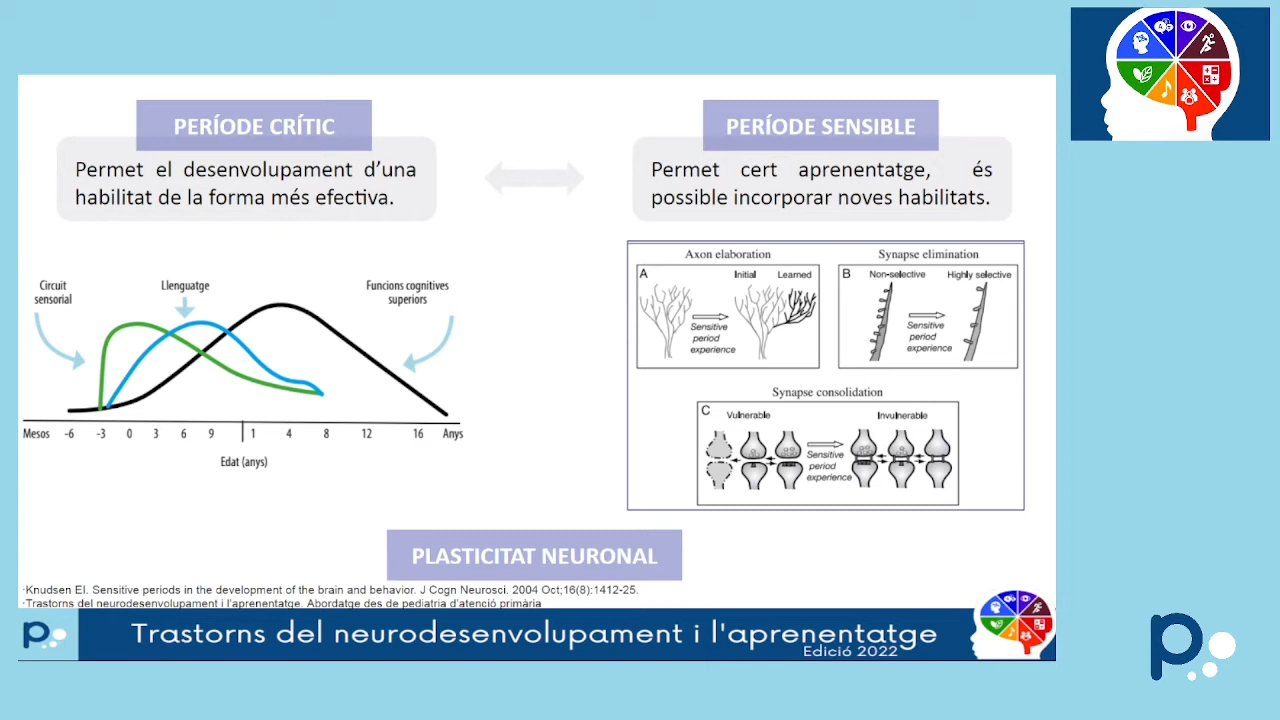 PERÍODE CRÍTIC
Permet el desenvolupament d'una
habilitat de la forma més efectiva.
PERÍODE SENSIBLE
Permet cert aprenentatge, és
possible incorporar noves habilitats.
Circuit
sensorial
Llenguatge
Funcions cognitives
superiors
Mesos -6 -3 0 3 6 9 1 4 8 12 16 Anys
Edat (anys)
Axon elaboration
A
Initial Learned
Sensitive
period
experience
Synapse elimination
B
Non-selective Highly selective
Sensitive
period
experience
Synapse consolidation
C
Vulnerable Invulnerable
Sensitive
period
experience
PLASTICITAT NEURONAL
·Knudsen EI. Sensitive periods in the development of the brain and behavior. J Cogn Neurosci. 2004 Oct;16(8):1412-25.
·Trastorns del neurodesenvolupament i l'aprenentatge. Abordatge des de pediatria d'atenció primària
p
Trastorns del neurodesenvolupament i l'aprenentatge
Edició 2022
p